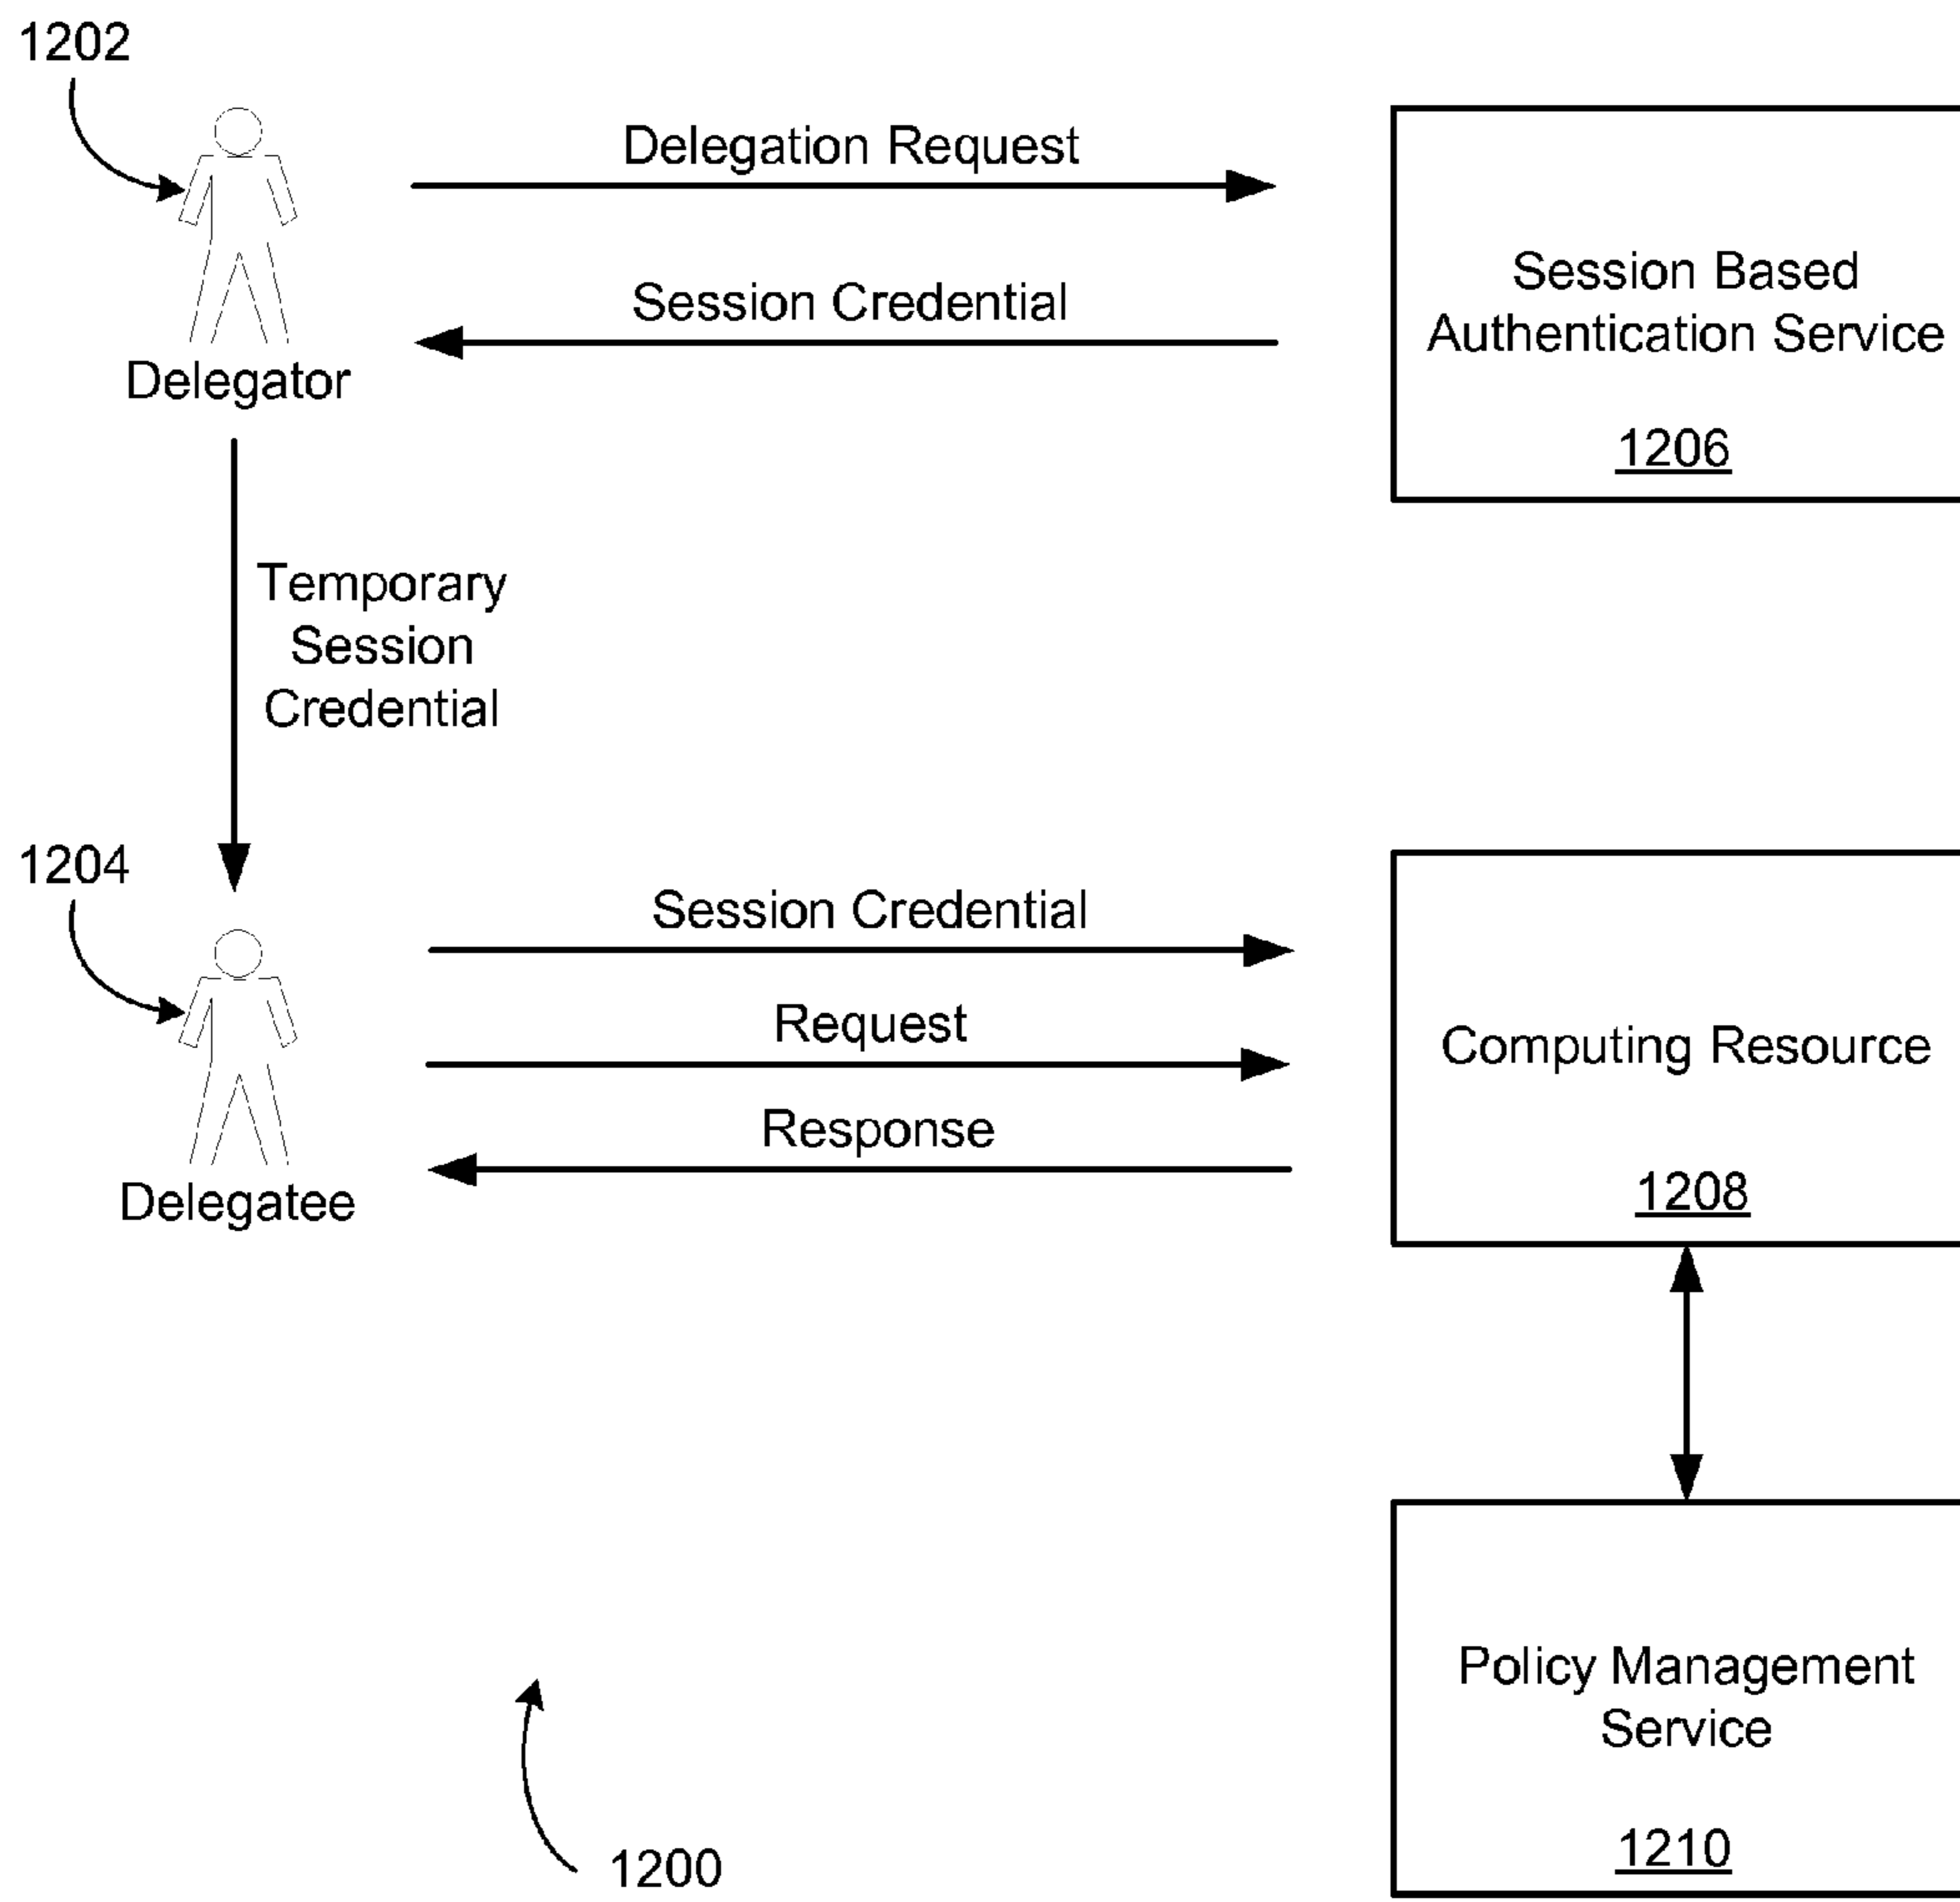 1202
Delegation Request
Session Credential
Delegator
Session Based
Authentication Service
1206
Temporary
Session
Credential
1204
Session Credential
Request
Response
Delegatee
Computing Resource
1208
Policy Management
Service
1210
1200